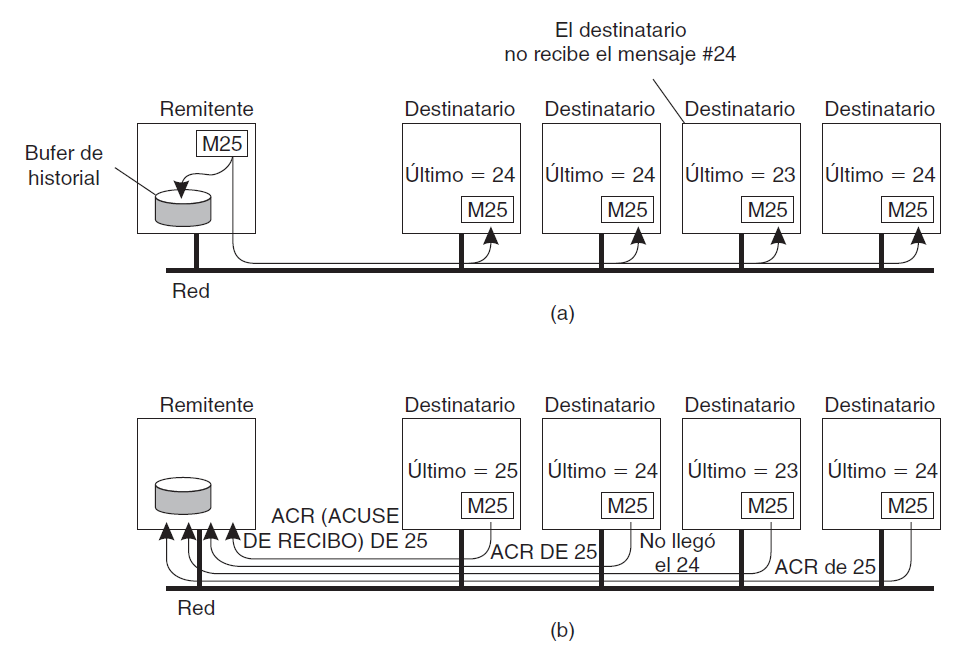 El destinatario
no recibe el mensaje #24
Remitente
Destinatario
Destinatario
Destinatario
Destinatario
Bufer de
historial
M25
Último = 24
Último = 24
Último = 23
Último = 24
M25
M25
M25
M25
Red
(a)
Remitente
Destinatario
Destinatario
Destinatario
Destinatario
Último = 25
Último = 24
Último = 23
Último = 24
M25
M25
M25
M25
ACR (ACUSE
DE RECIBO) DE 25
ACR DE 25
No llegó
el 24
ACR de 25
Red
(b)